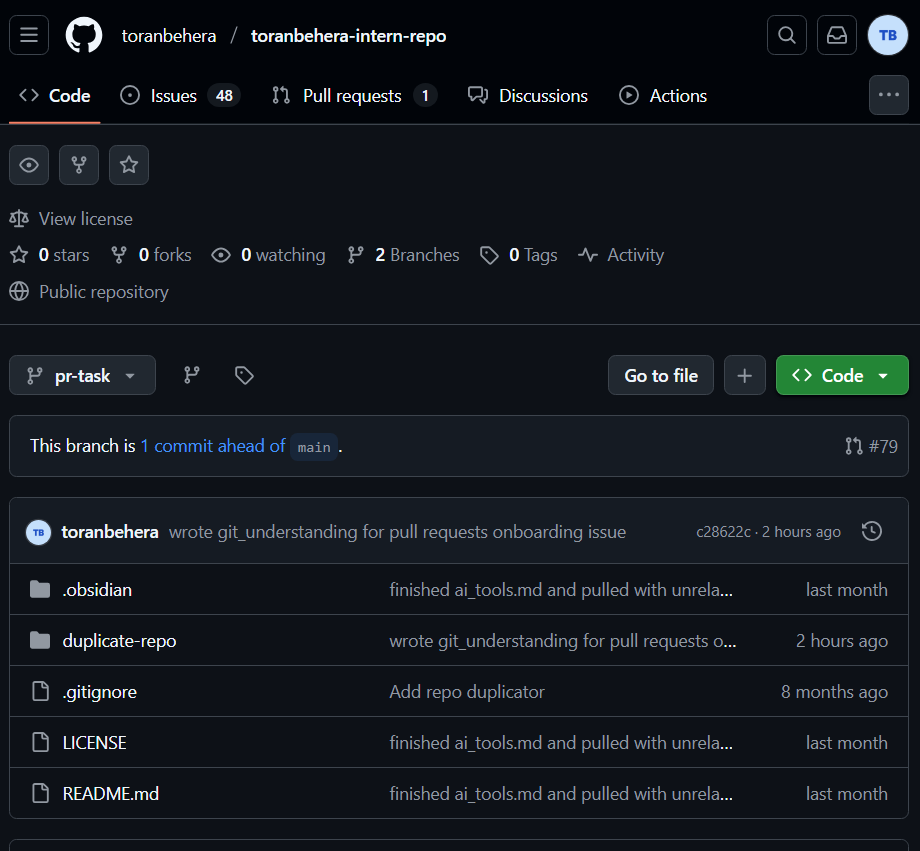 toranbehera / toranbehera-intern-repo TB
Code Issues 48 Pull requests 1 Discussions Actions
View license
0 stars 0 forks 0 watching 2 Branches 0 Tags Activity
Public repository
pr-task Go to file Code
This branch is 1 commit ahead of main . #79
TB toranbehera wrote git_understanding for pull requests onboarding issue c28622c · 2 hours ago
.obsidian finished ai_tools.md and pulled with unrela... last month
duplicate-repo wrote git_understanding for pull requests o... 2 hours ago
.gitignore Add repo duplicator 8 months ago
LICENSE finished ai_tools.md and pulled with unrela... last month
README.md finished ai_tools.md and pulled with unrela... last month